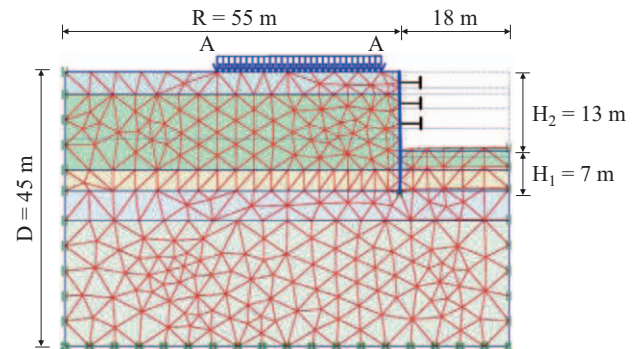 R = 55 m
18 m
A
A
H₂ = 13 m
H₁ = 7 m
D = 45 m